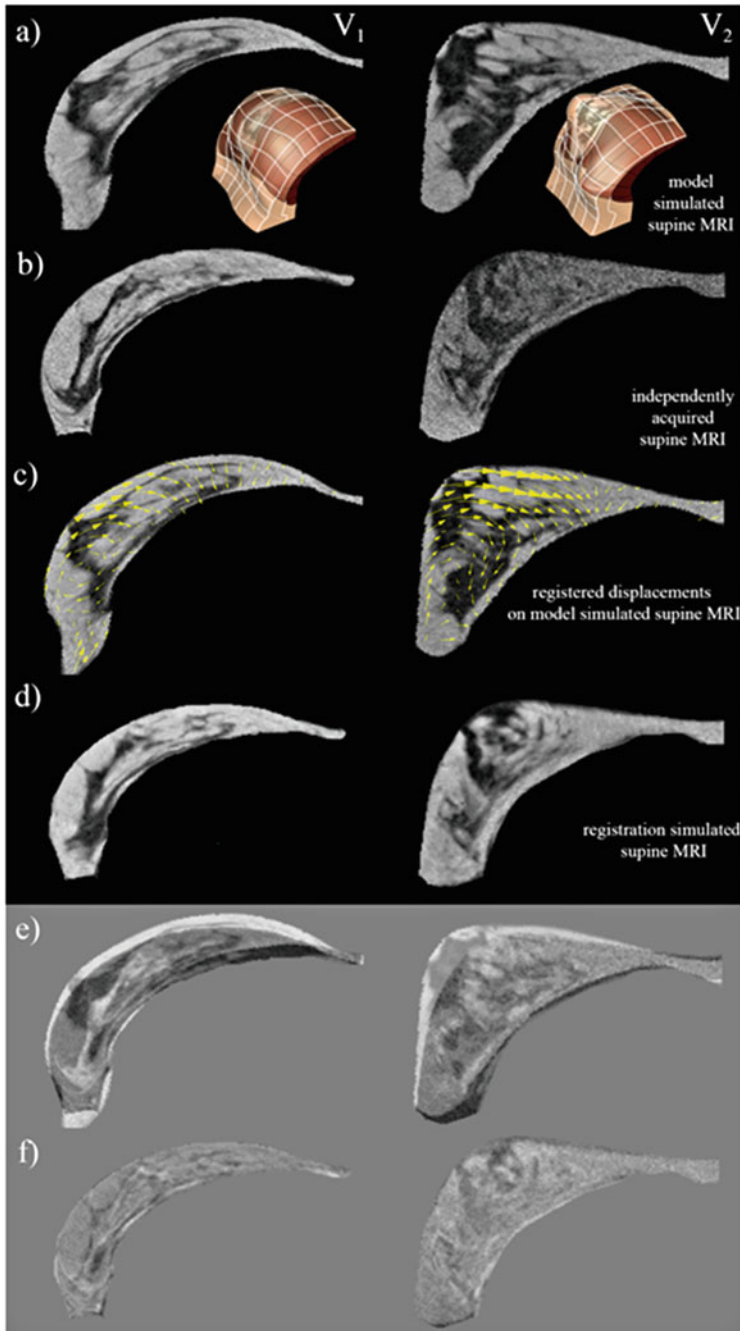 a)
V1
V2
model
simulated
supine MRI
b)
independently
acquired
supine MRI
c)
registered displacements
on model simulated supine MRI
d)
registration simulated
supine MRI
e)
f)